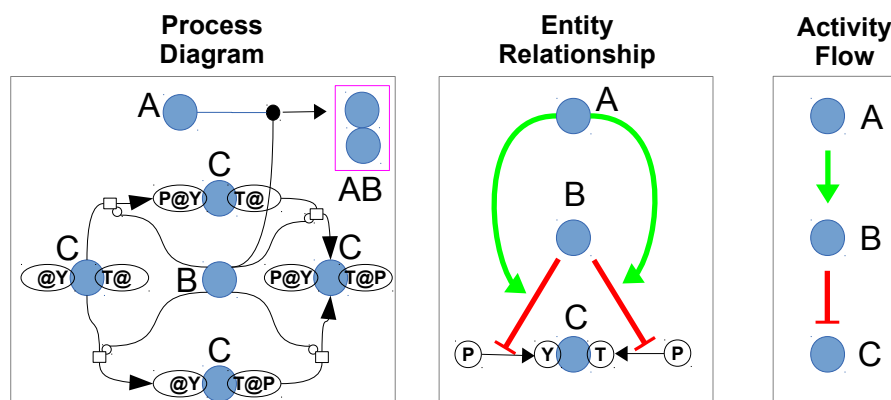 Process
Diagram
A
AB
C
P@Y T@
C
@Y T@
B
C
P@Y T@P
C
@Y T@P
Entity
Relationship
A
B
C
P Y T P
Activity
Flow
A
B
C